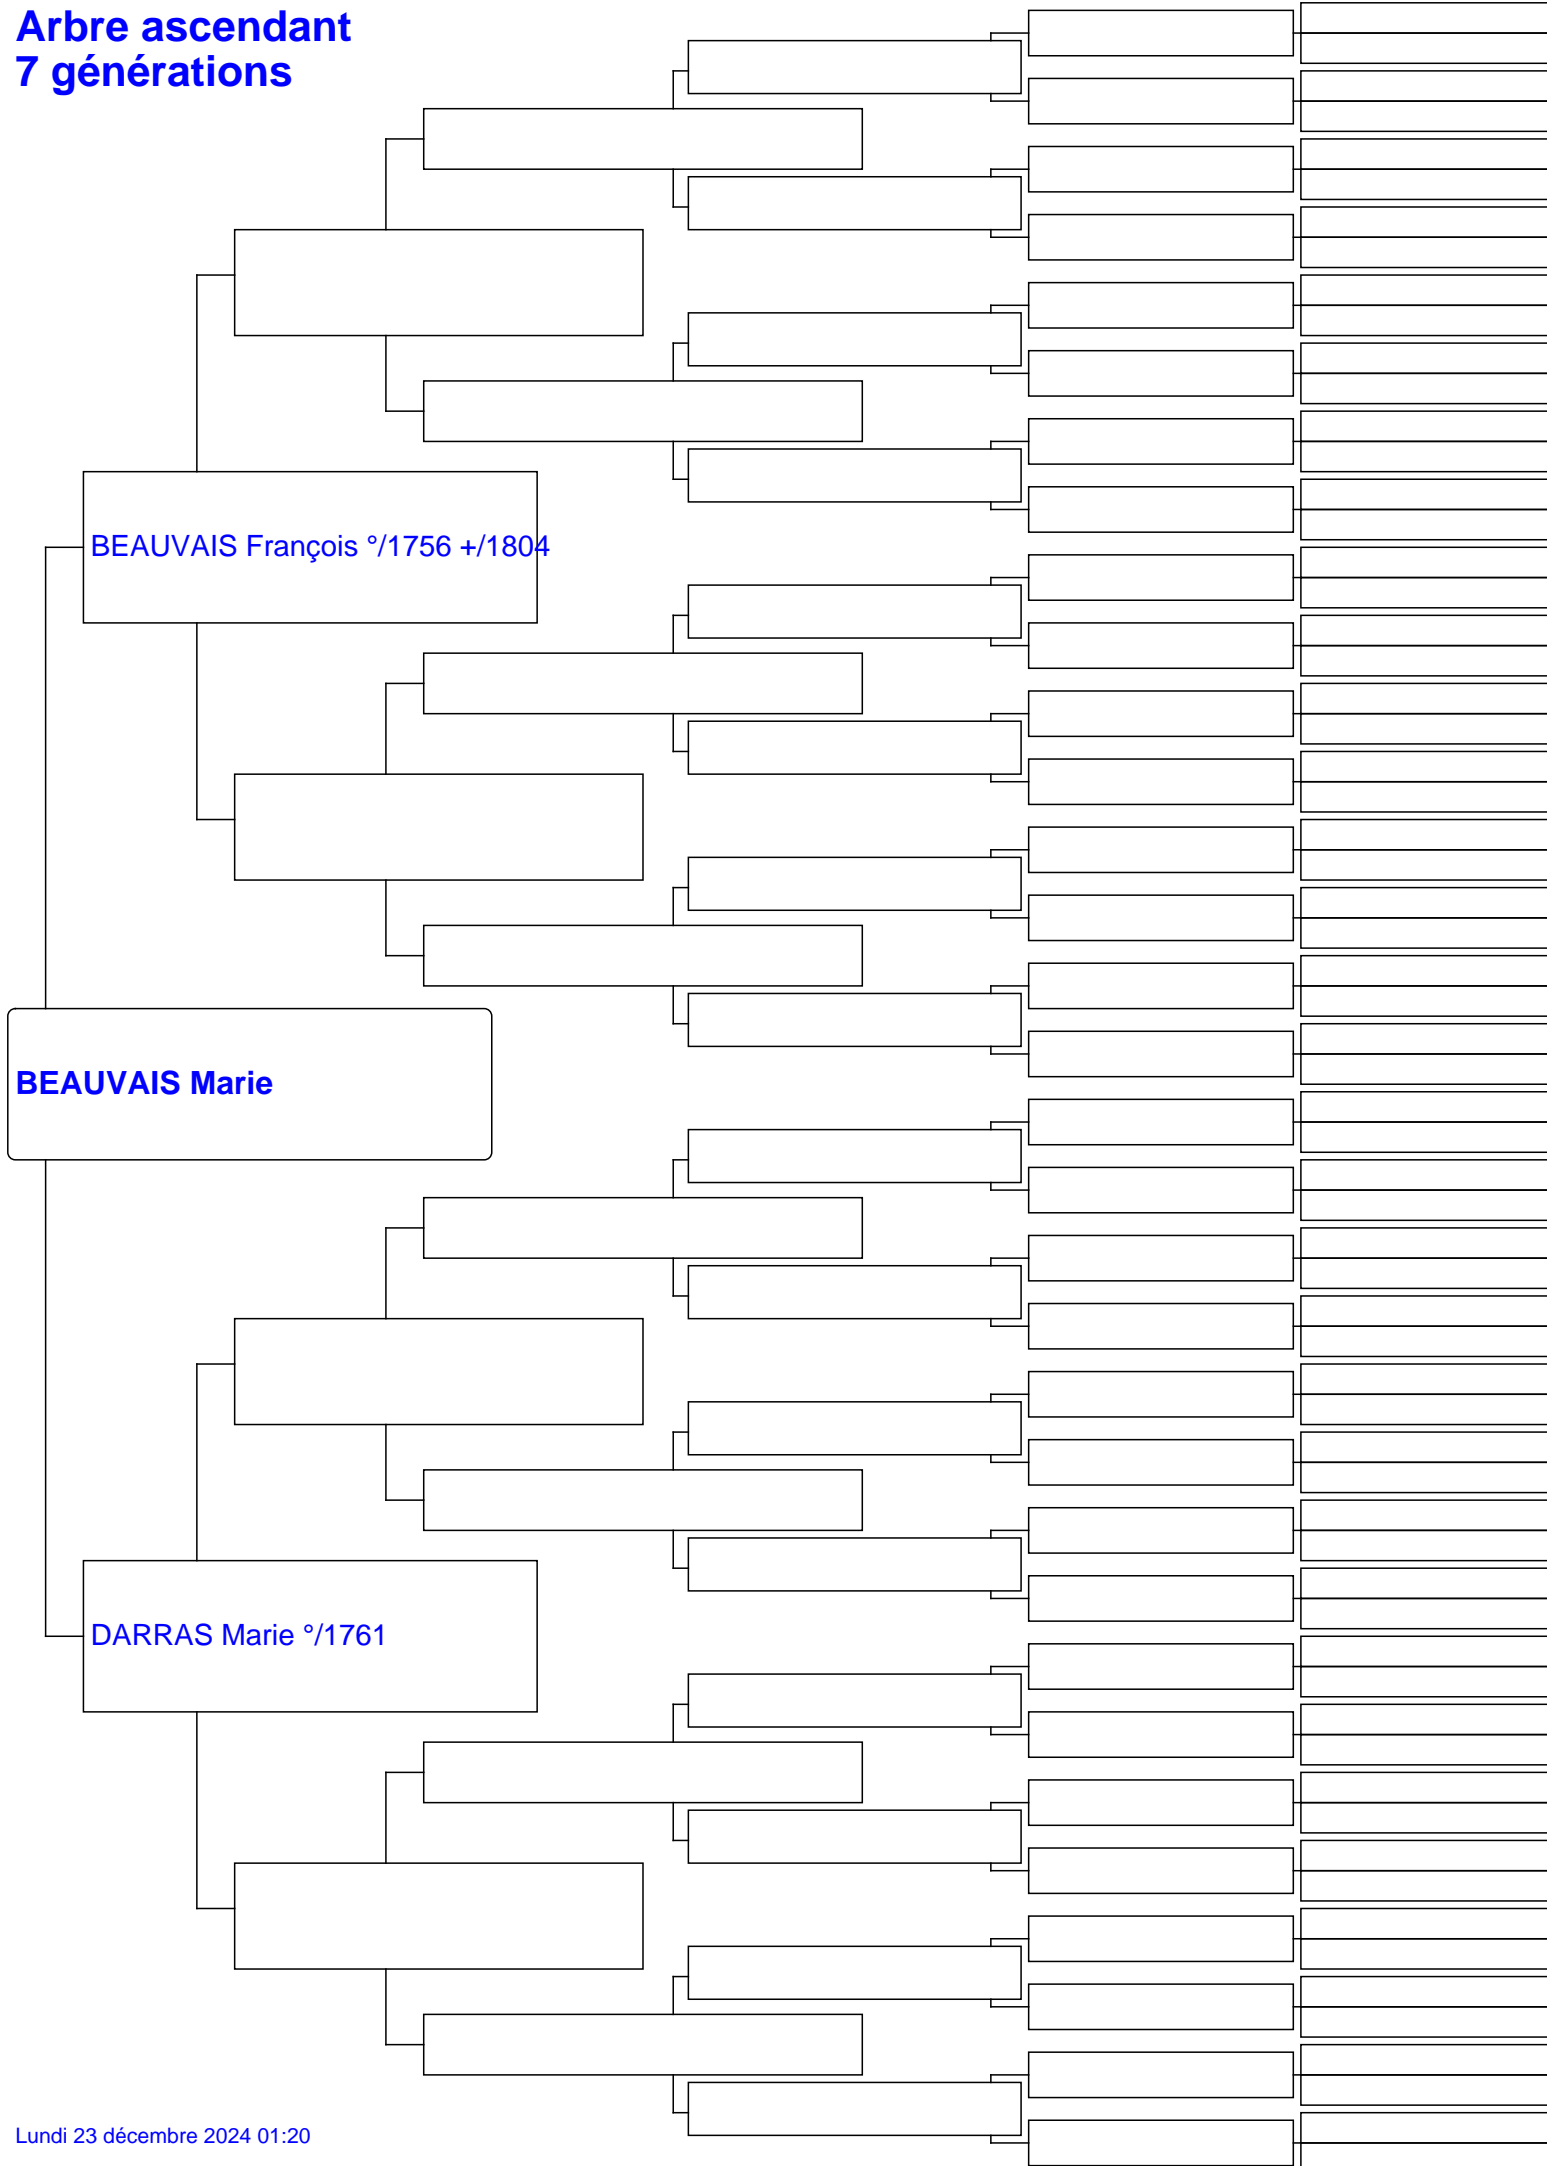 Arbre ascendant
7 générations
BEAUVAIS François °/1756 +/1804
BEAUVAIS Marie
DARRAS Marie °/1761
Lundi 23 décembre 2024 01:20